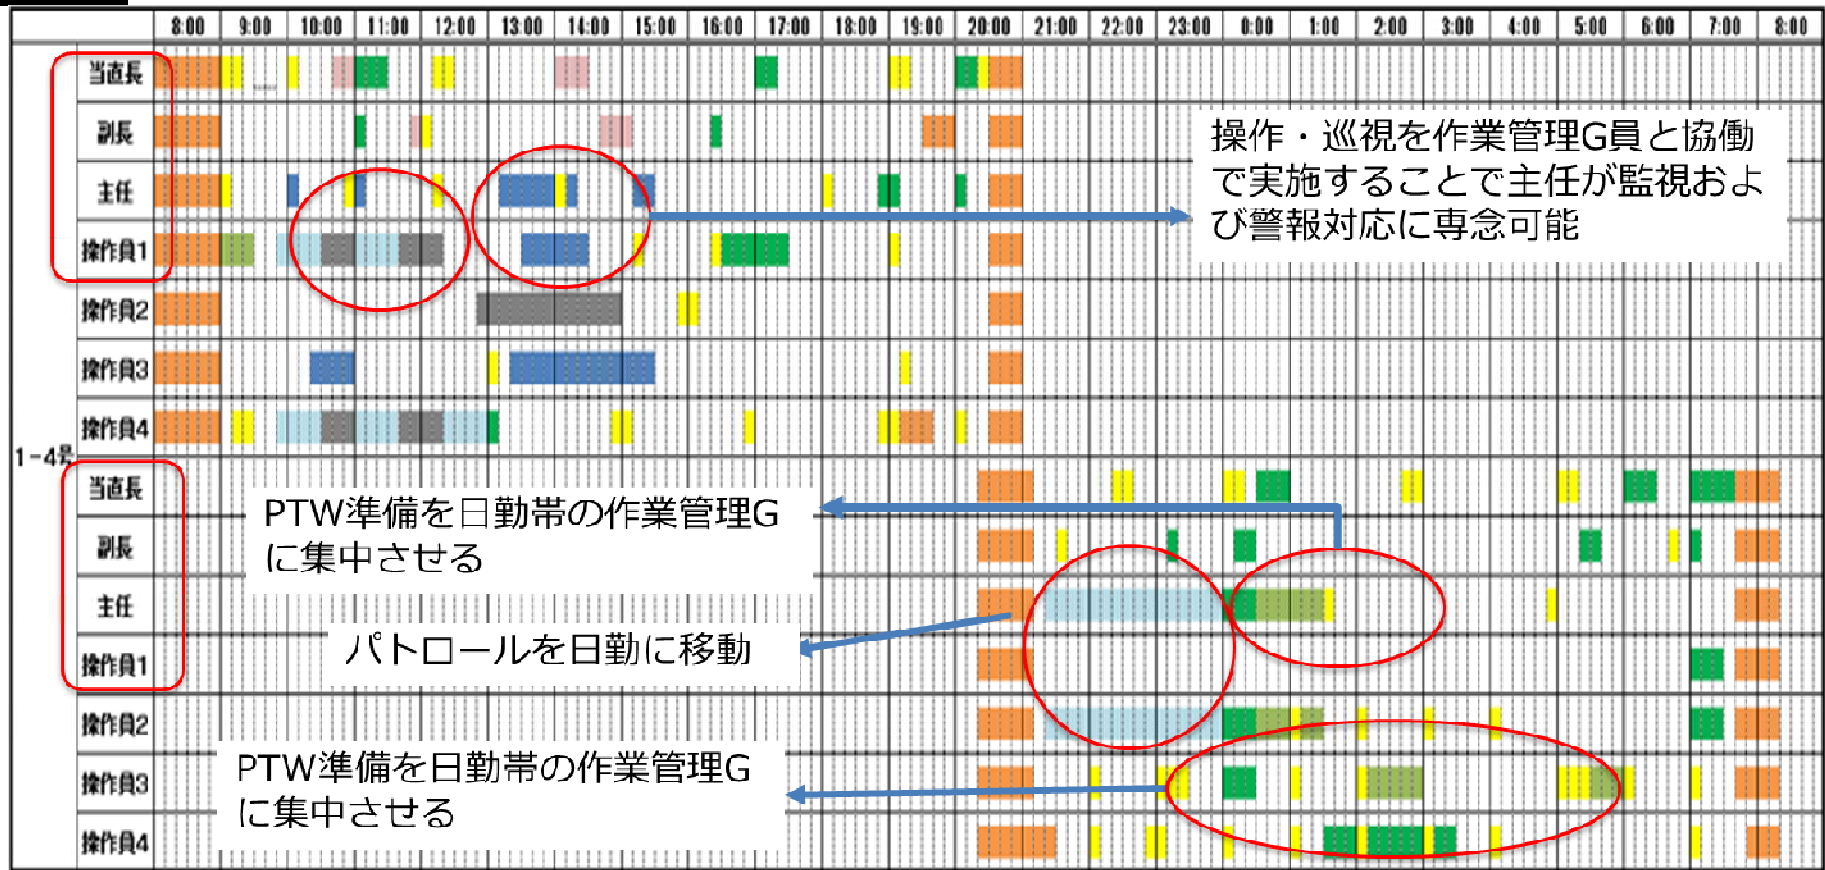 8:00 9:00 10:00 11:00 12:00 13:00 14:00 15:00 16:00 17:00 18:00 19:00 20:00 21:00 22:00 23:00 0:00 1:00 2:00 3:00 4:00 5:00 6:00 7:00 8:00
当直長
副長
主任
操作員1
操作員2
操作員3
操作員4
1-4号
当直長
副長
主任
操作員1
操作員2
操作員3
操作員4
操作・巡視を作業管理G員と協働
で実施することで主任が監視およ
び警報対応に専念可能
PTW準備を日勤帯の作業管理G
に集中させる
パトロールを日勤に移動
PTW準備を日勤帯の作業管理G
に集中させる